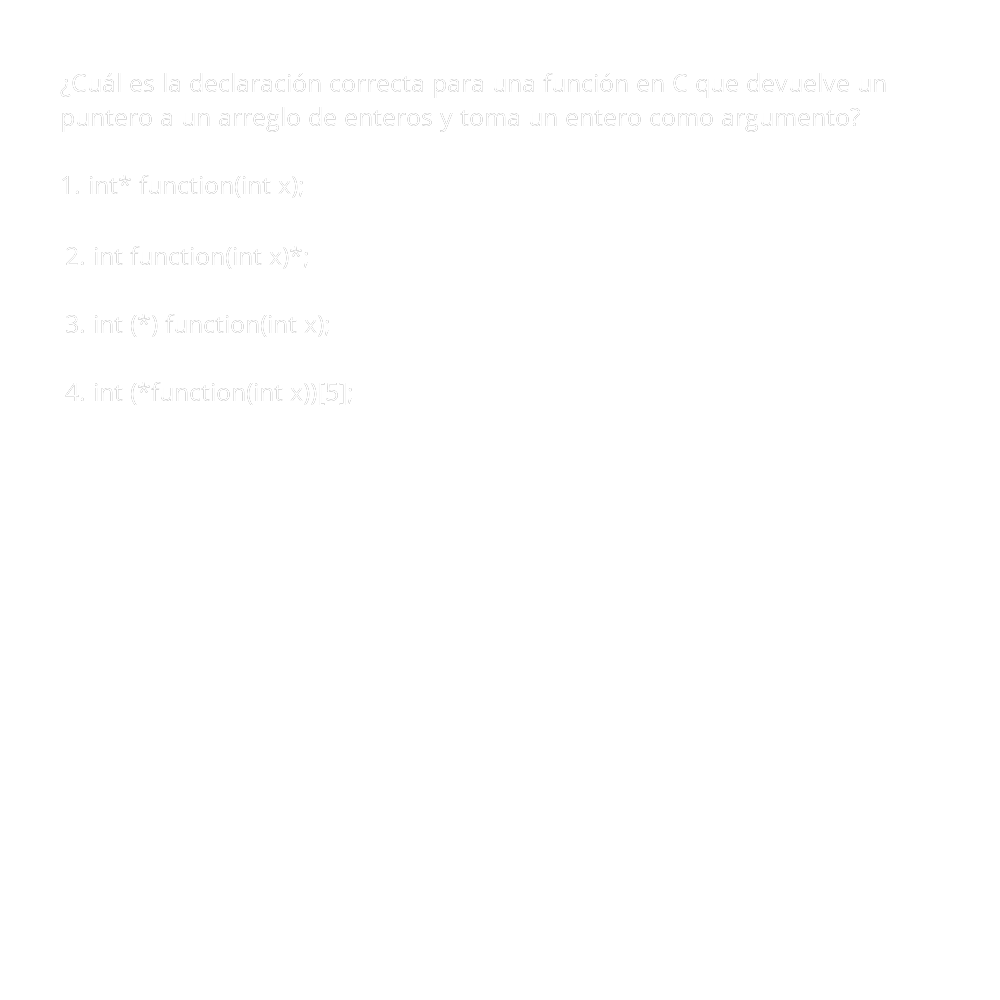 ¿Cuál es la declaración correcta para una función en C que devuelve un
puntero a un arreglo de enteros y toma un entero como argumento?
1. int* function(int x);
2. int function(int x)*;
3. int (*) function(int x);
4. int (*function(int x))[5];